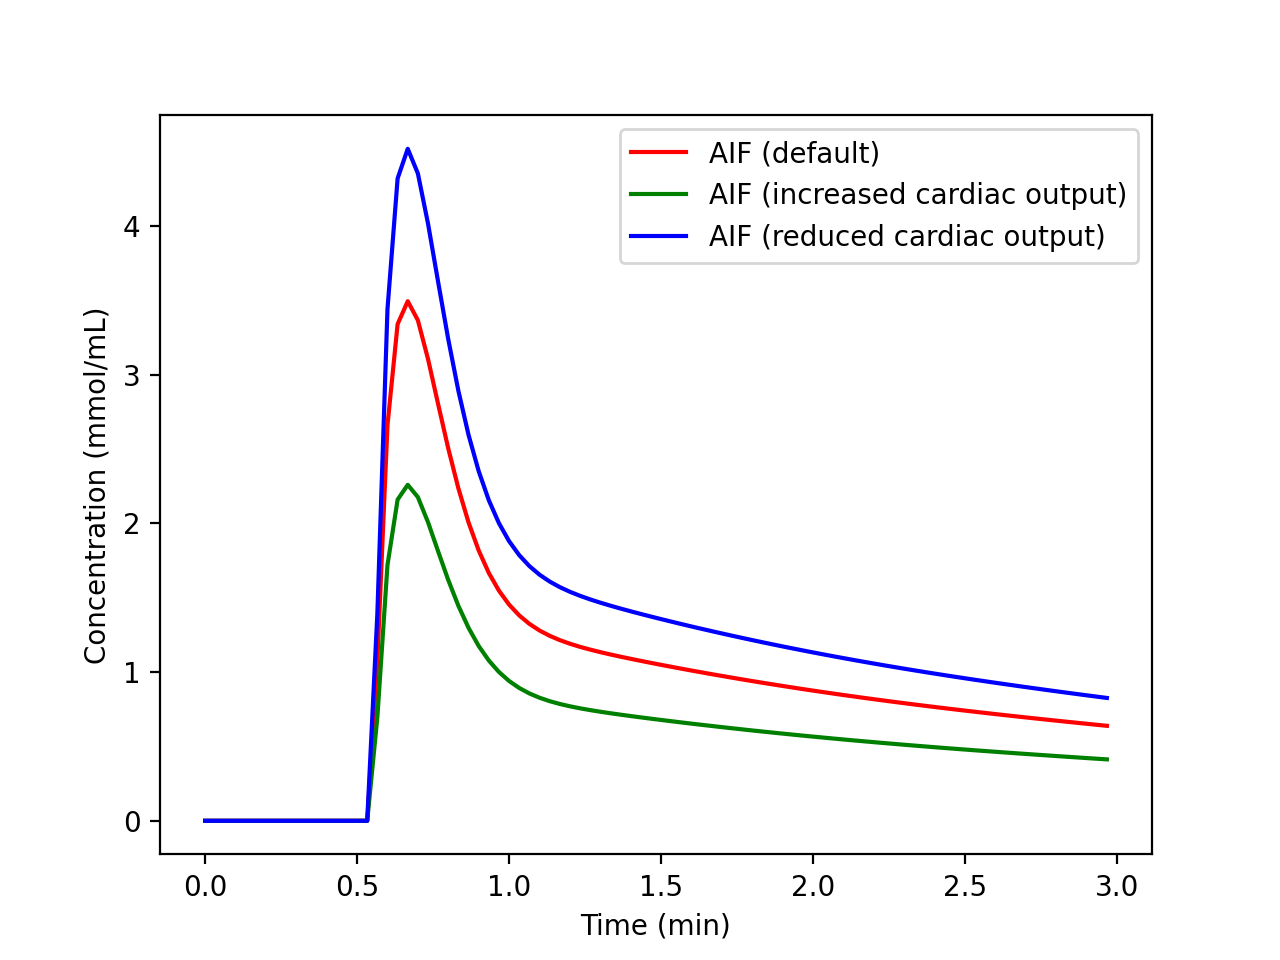 AIF (default)
AIF (increased cardiac output)
AIF (reduced cardiac output)
Concentration (mmol/mL)
4
3
2
1
0
0.0 0.5 1.0 1.5 2.0 2.5 3.0
Time (min)